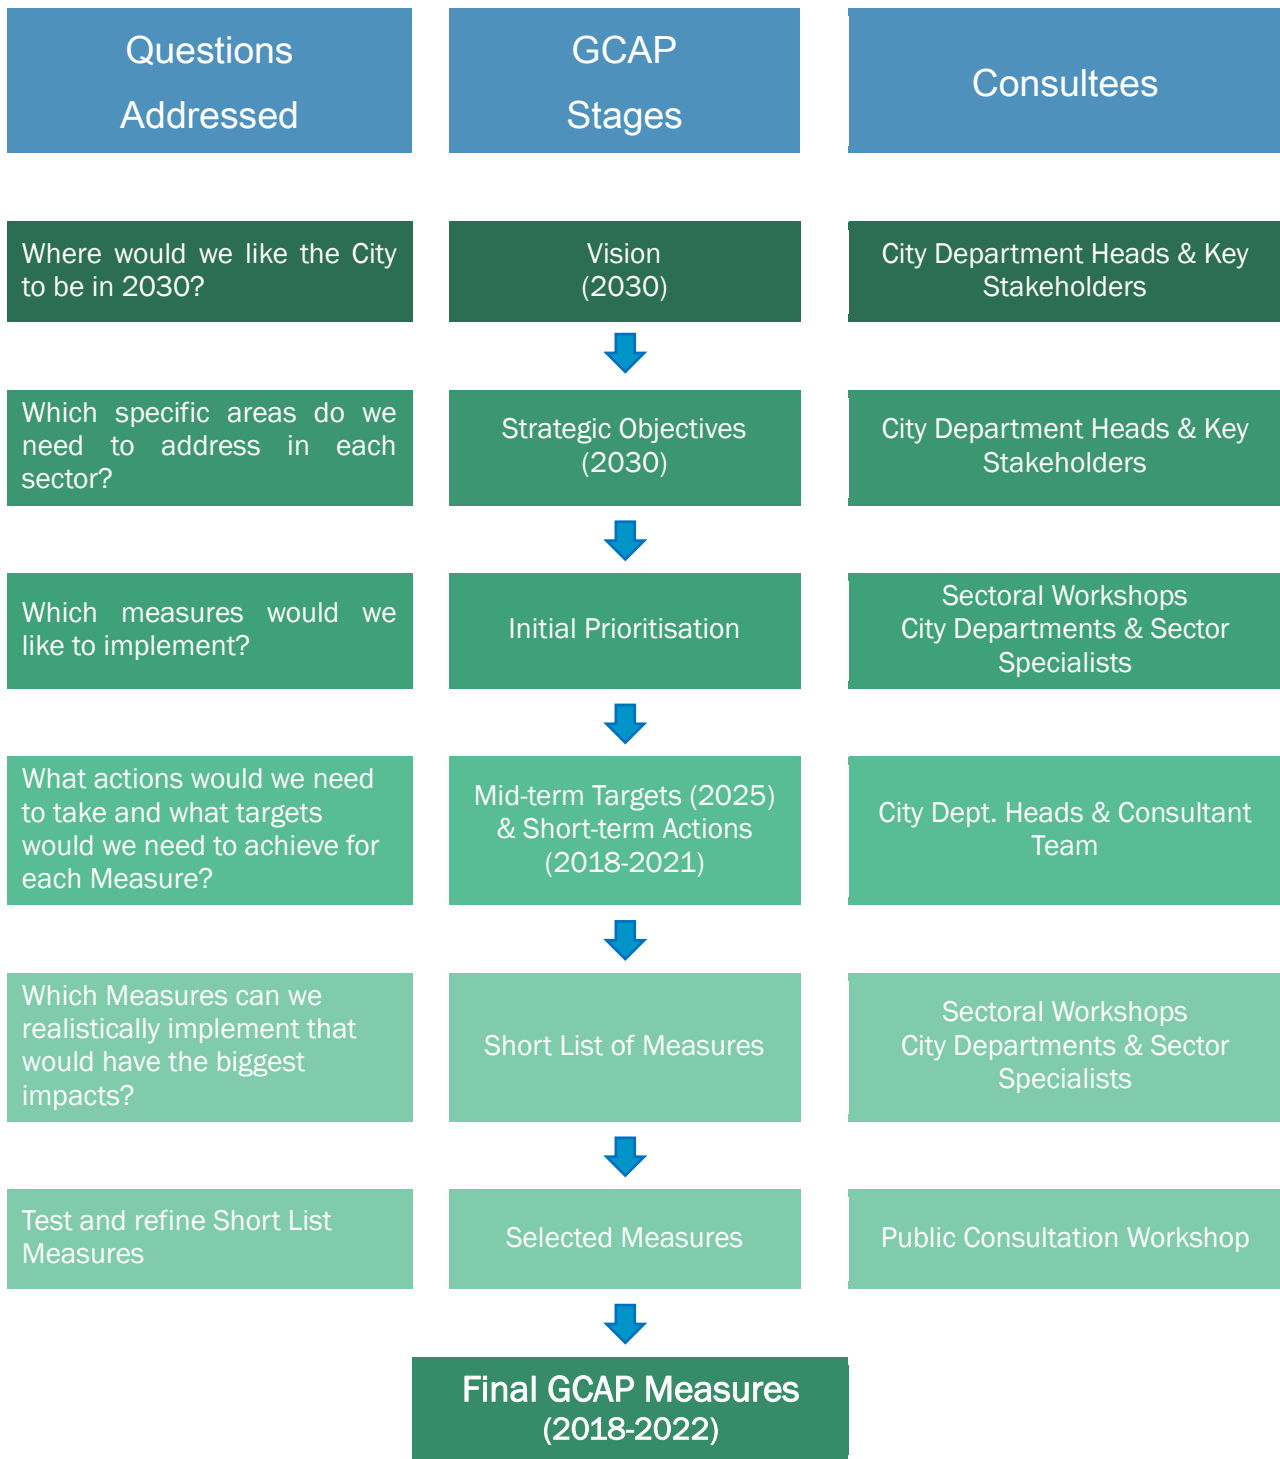 Questions
Addressed
GCAP
Stages
Consultees
Where would we like the City
to be in 2030?
Vision
(2030)
City Department Heads & Key
Stakeholders
Which specific areas do we
need to address in each
sector?
Strategic Objectives
(2030)
City Department Heads & Key
Stakeholders
Which measures would we
like to implement?
Initial Prioritisation
Sectoral Workshops
City Departments & Sector
Specialists
What actions would we need
to take and what targets
would we need to achieve for
each Measure?
Mid-term Targets (2025)
& Short-term Actions
(2018-2021)
City Dept. Heads & Consultant
Team
Which Measures can we
realistically implement that
would have the biggest
impacts?
Short List of Measures
Sectoral Workshops
City Departments & Sector
Specialists
Test and refine Short List
Measures
Selected Measures
Public Consultation Workshop
Final GCAP Measures
(2018-2022)